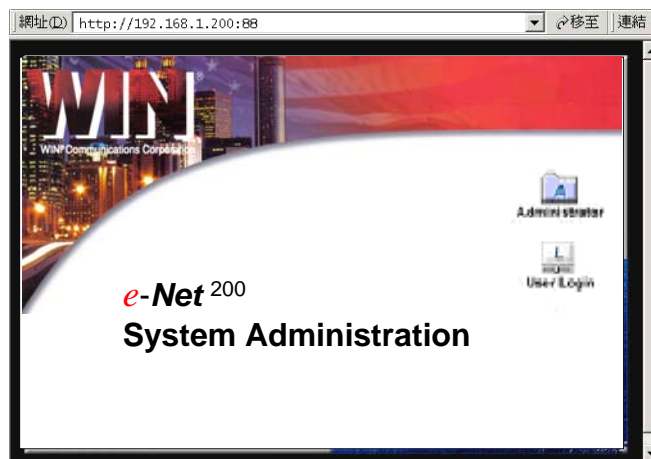 網址(D) http://192.168.1.200:88 移至 連結
WIN®
WIN® Communications Corporation
Administrator
User Login
e-Net 200
System Administration